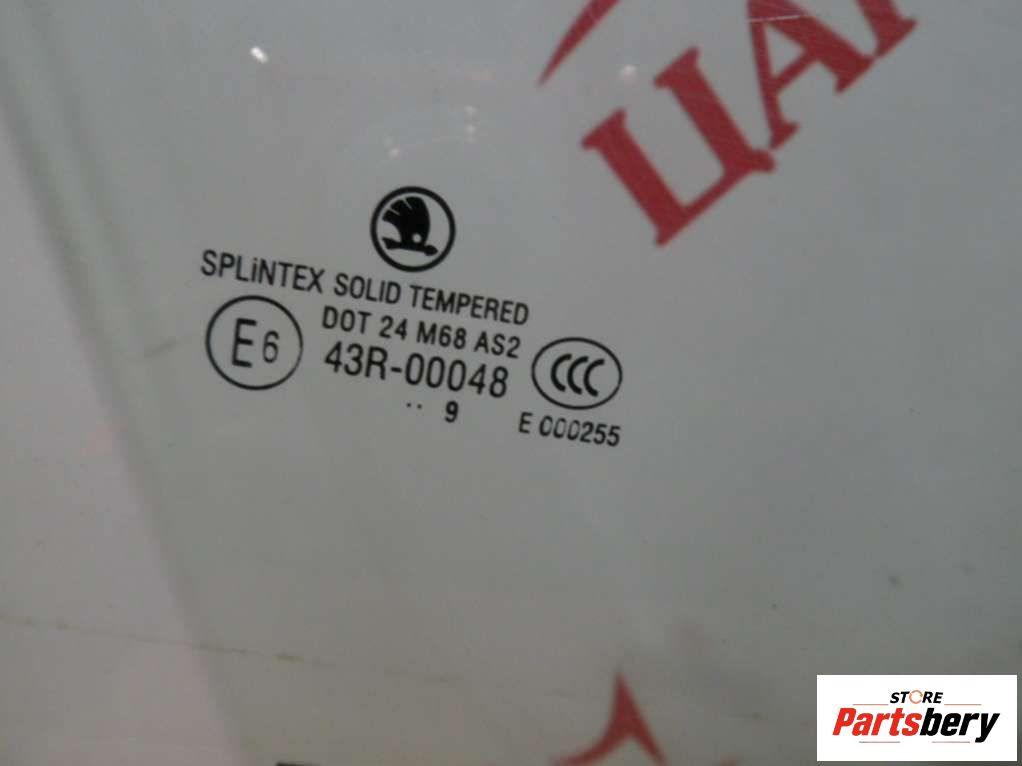 SPLiNTEX SOLID TEMPERED
DOT 24 M68 AS2
E6
43R-00048
CCC
.. 9
E 000255
STORE
Partsbery